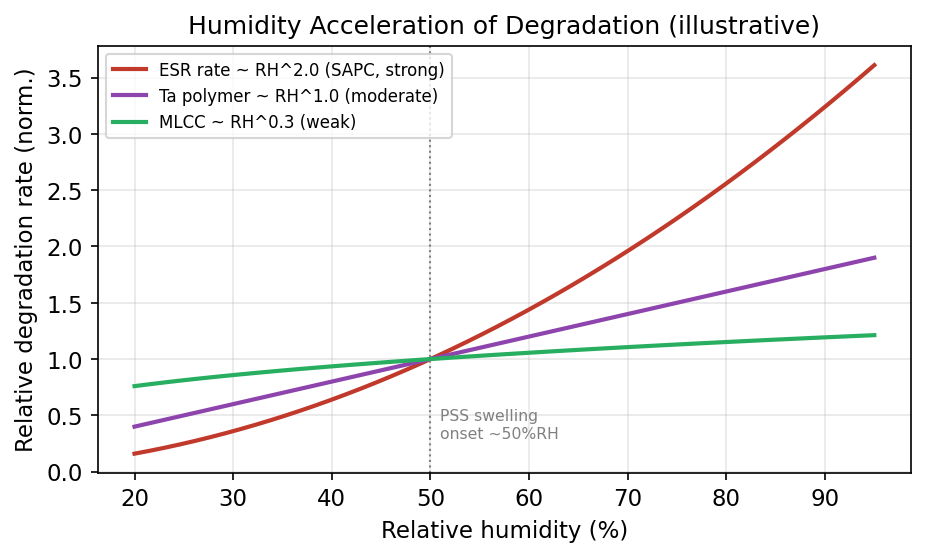 Humidity Acceleration of Degradation (illustrative)
ESR rate ~ RH^2.0 (SAPC, strong)
Ta polymer ~ RH^1.0 (moderate)
MLCC ~ RH^0.3 (weak)
Relative degradation rate (norm.)
3.5
3.0
2.5
2.0
1.5
1.0
0.5
0.0
PSS swelling
onset ~50%RH
20 30 40 50 60 70 80 90
Relative humidity (%)